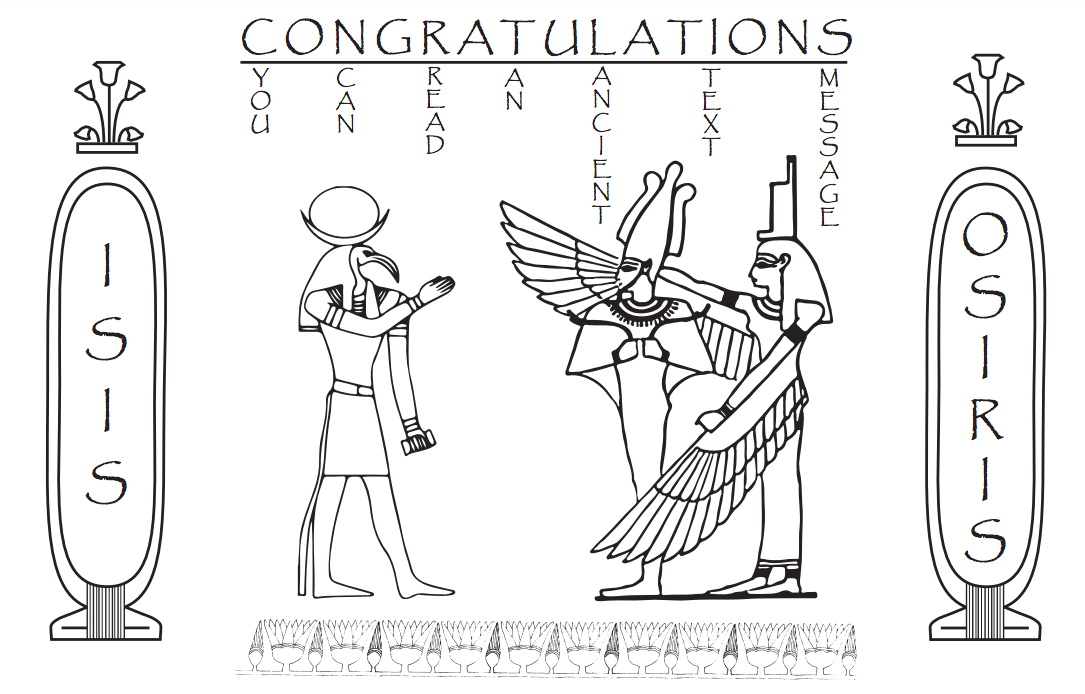 CONGRATULATIONS
YOU
CAN
READ
AN
ANCIENT
TEXT
MESSAGE
ISIS
OSIRIS